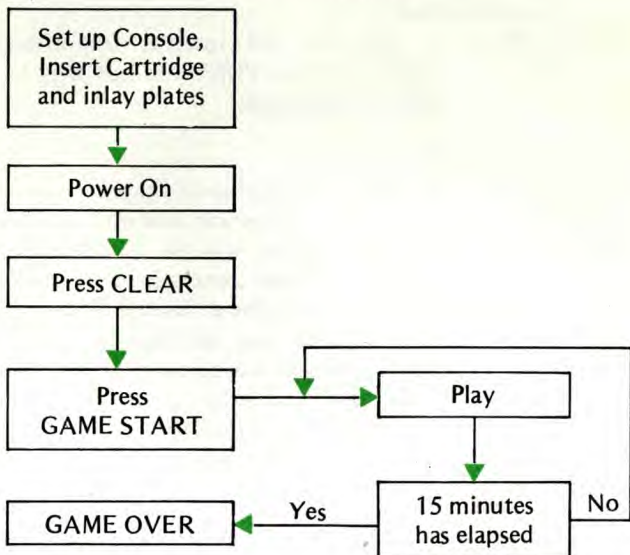 Set up Console,
Insert Cartridge
and inlay plates
Power On
Press CLEAR
Press
GAME START
Play
15 minutes
has elapsed
No
Yes
GAME OVER